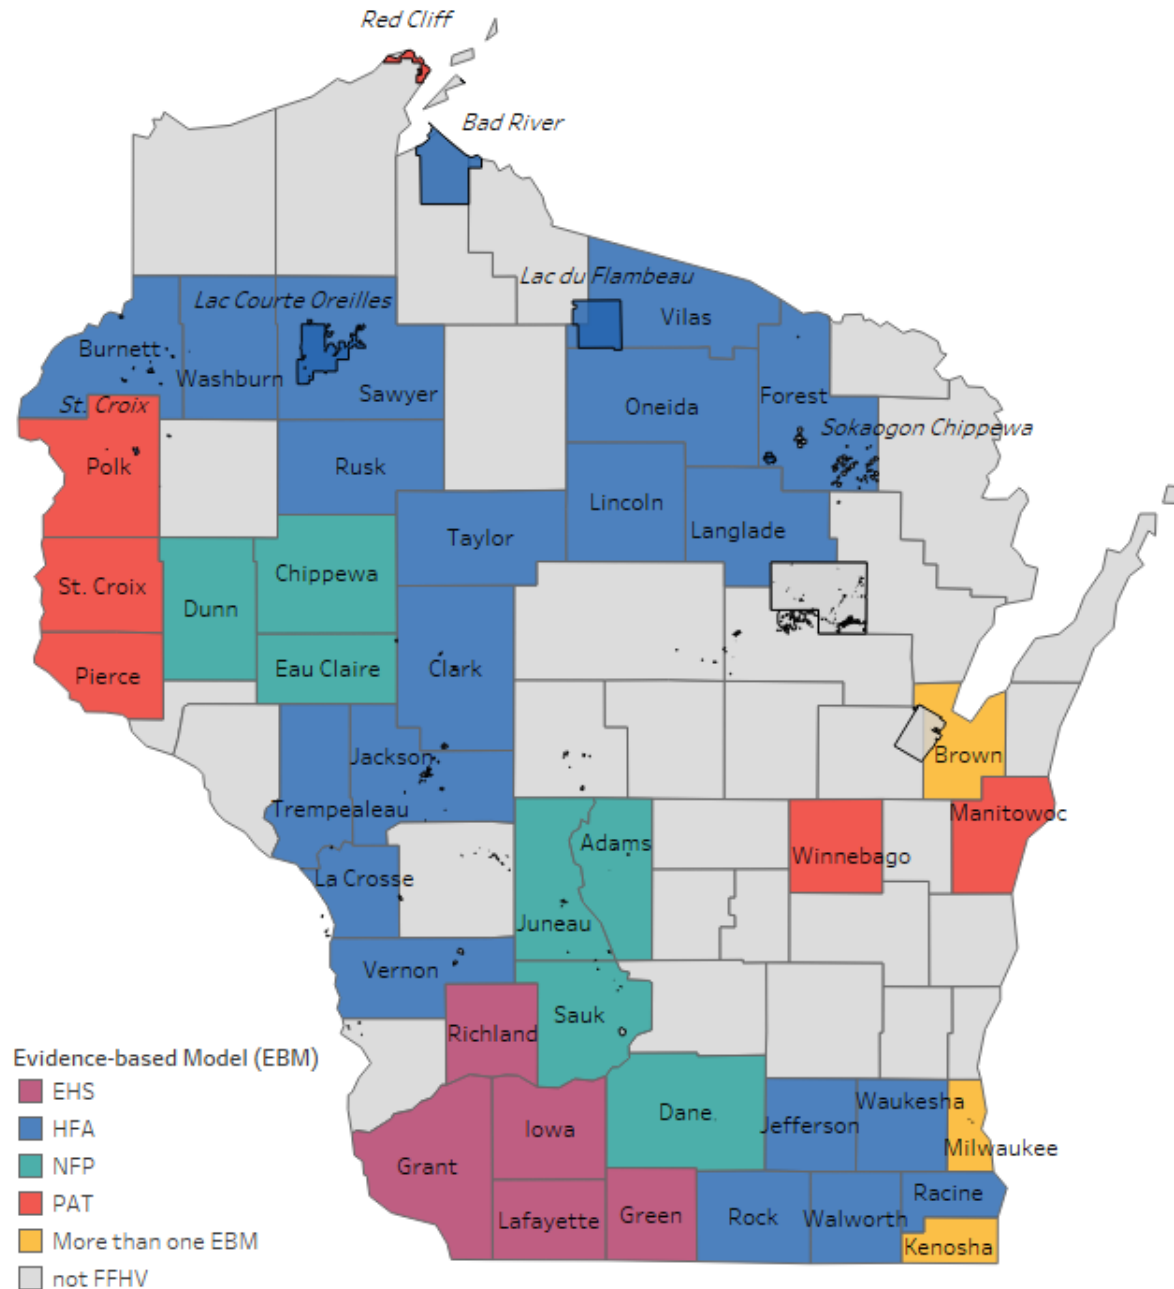 Red Cliff
Bad River
Lac du Flambeau
Lac Courte Oreilles
Vilas
Burnett
Washburn
Sawyer
Forest
St. Croix
Oneida
Sokaogon Chippewa
Polk
Rusk
Lincoln
Langlade
Taylor
Chippewa
St. Croix
Dunn
Eau Claire
Clark
Pierce
Jackson
Brown
Trempealeau
Manitowoc
Adams
Winnebago
La Crosse
Juneau
Vernon
Sauk
Richland
Evidence-based Model (EBM)
EHS
HFA
NFP
PAT
More than one EBM
not FFHV
Waukesha
Dane
Iowa
Jefferson
Milwaukee
Grant
Racine
Lafayette
Green
Rock
Walworth
Kenosha